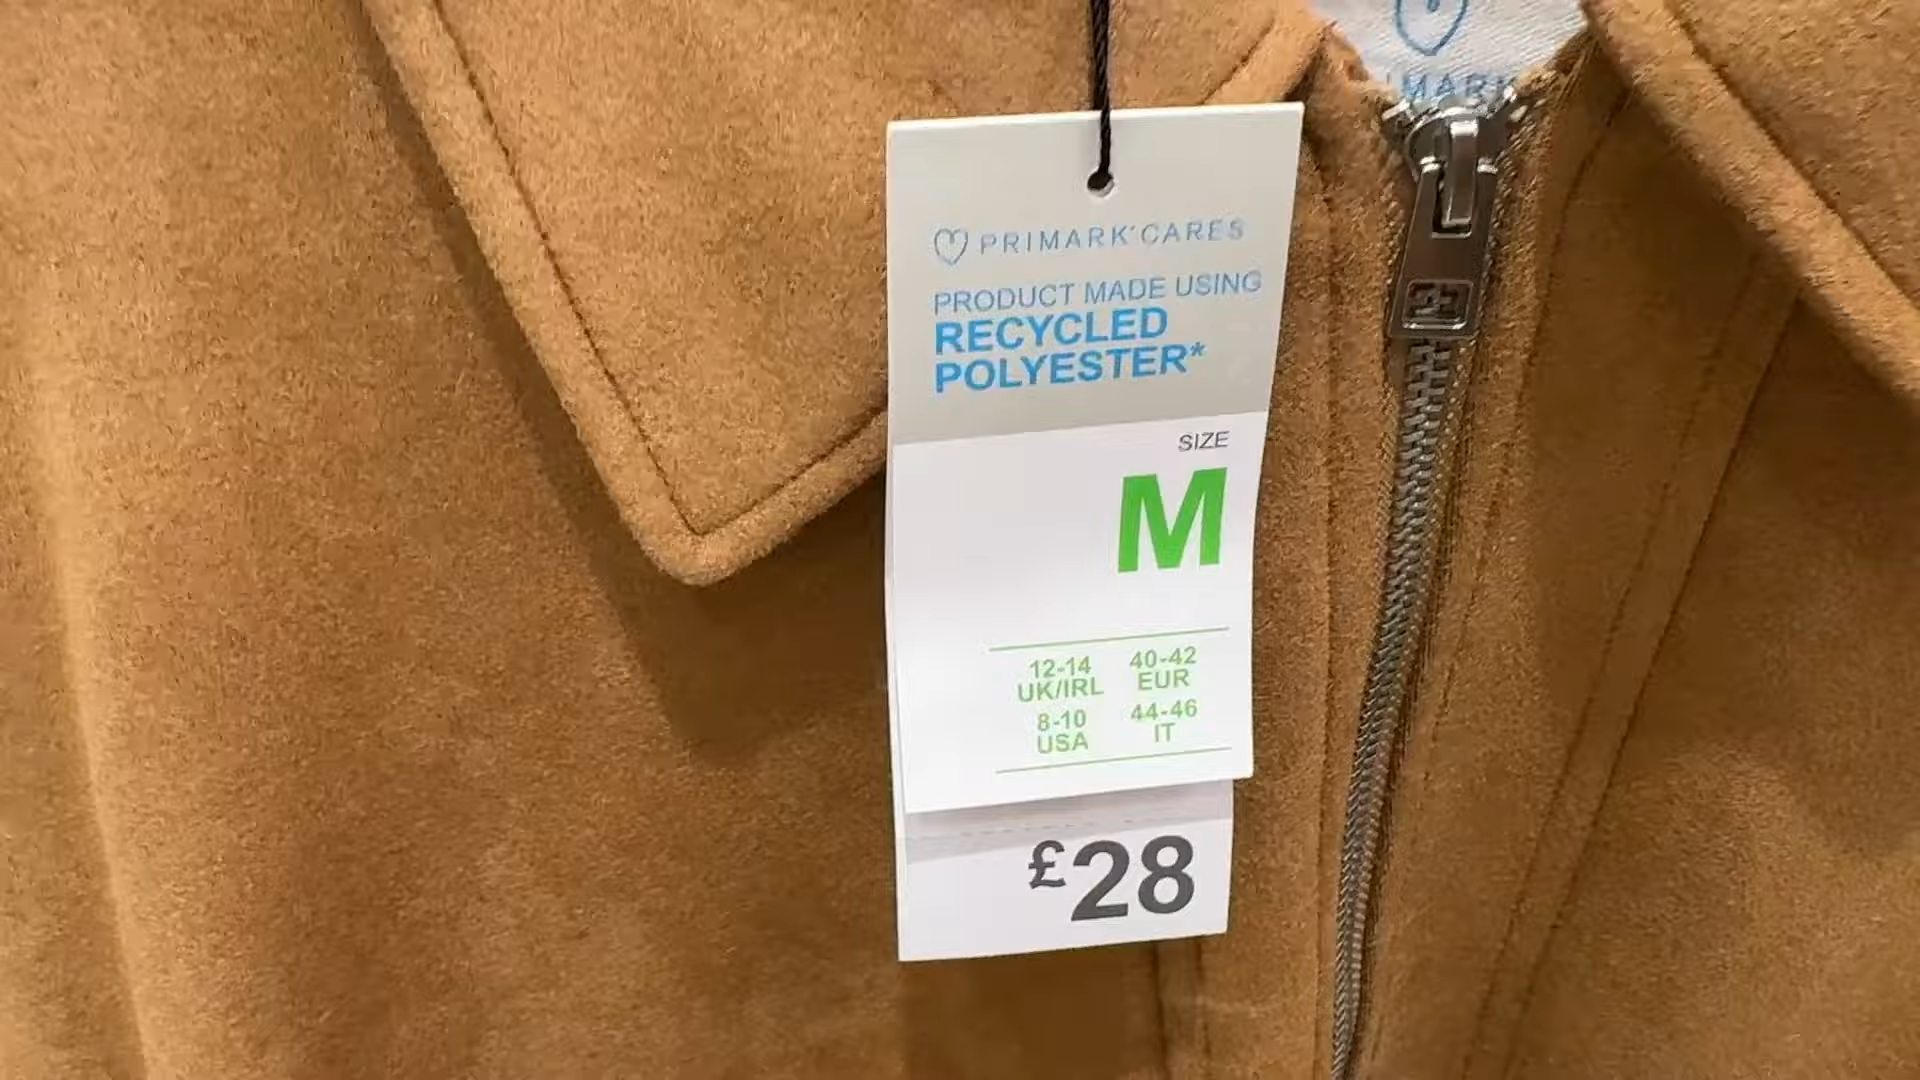 PRIMARK CARES
PRODUCT MADE USING
RECYCLED
POLYESTER*
SIZE
M
12-14 40-42
UK/IRL EUR
8-10 44-46
USA IT
£28